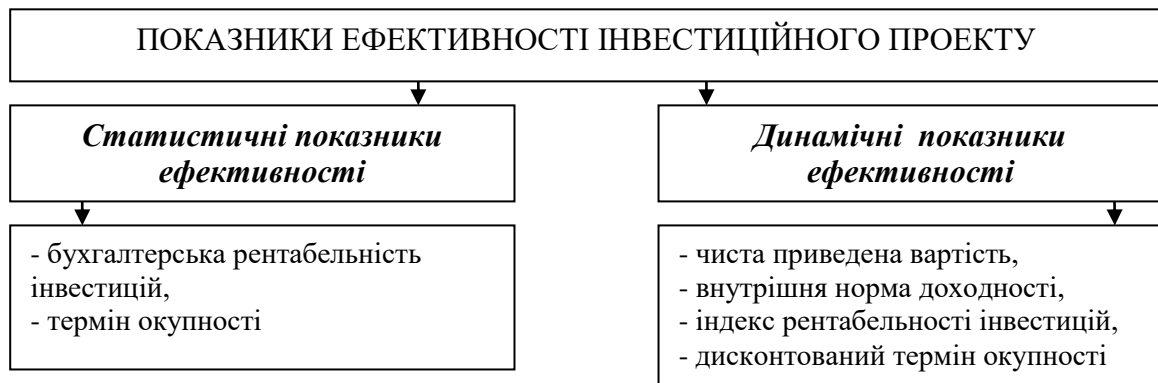 ПОКАЗНИКИ ЕФЕКТИВНОСТІ ІНВЕСТИЦІЙНОГО ПРОЕКТУ
Статистичні показники
ефективності
Динамічні показники
ефективності
- бухгалтерська рентабельність
інвестицій,
- термін окупності
- чиста приведена вартість,
- внутрішня норма доходності,
- індекс рентабельності інвестицій,
- дисконтований термін окупності